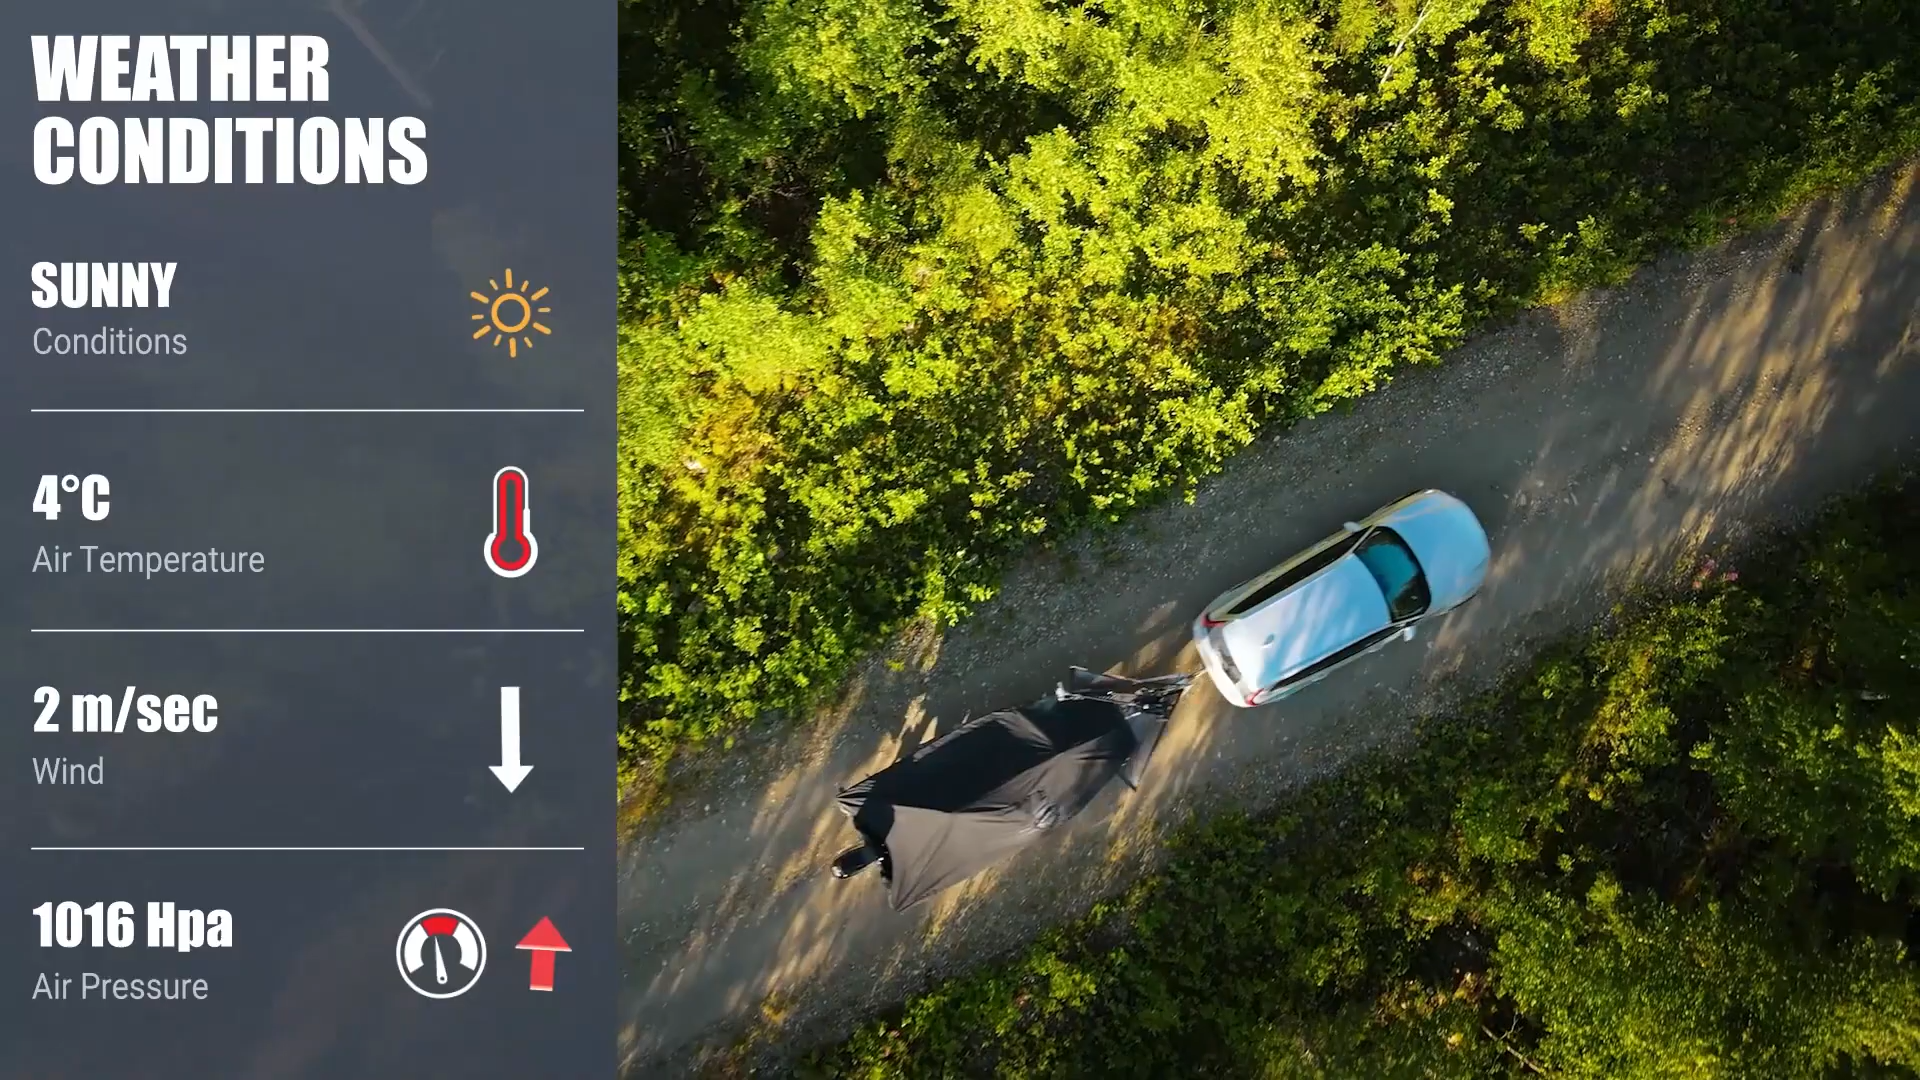 WEATHER
CONDITIONS
SUNNY
Conditions
4°C
Air Temperature
2 m/sec
Wind
1016 Hpa
Air Pressure